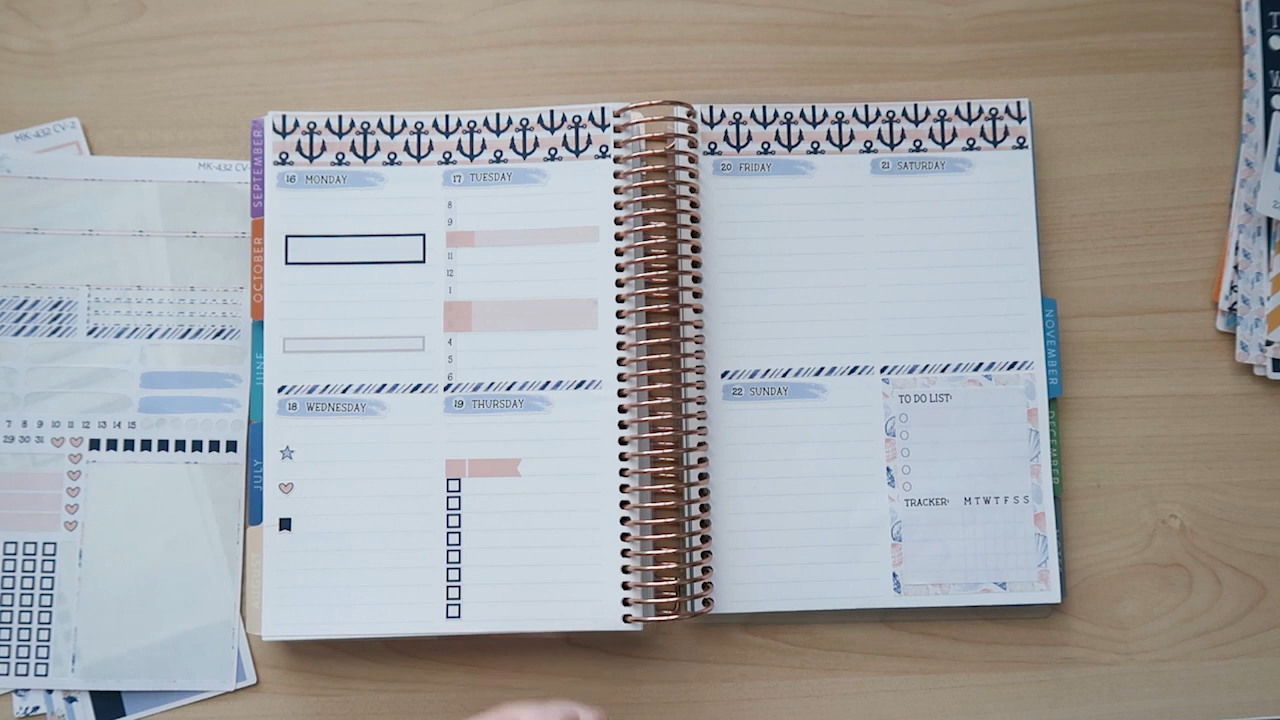 MK-432 CV-2
MK-432 CV-
7 8 9 10 11 12 13 14 15
29 30 31
SEPTEMBER
OCTOBER
JUNE
JULY
AUGUST
16 MONDAY
17 TUESDAY
8
9
11
12
1
4
5
6
18 WEDNESDAY
19 THURSDAY
20 FRIDAY
21 SATURDAY
22 SUNDAY
TO DO LIST:
TRACKER: M T W T F S S
NOVEMBER
DECEMBER